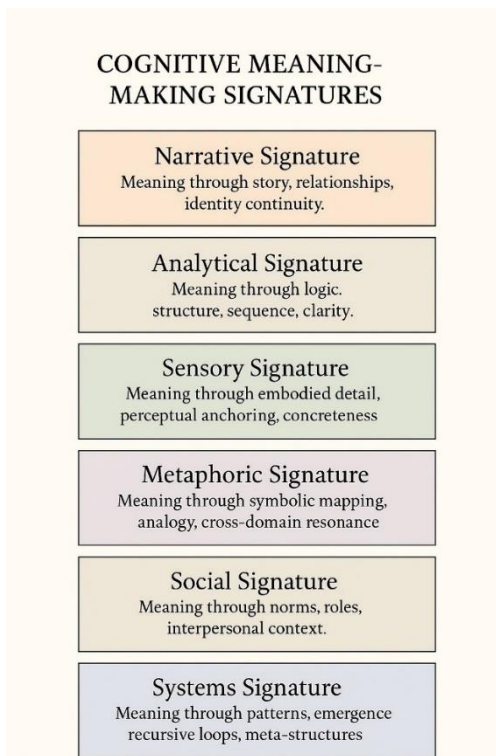 COGNITIVE MEANING-
MAKING SIGNATURES
Narrative Signature
Meaning through story, relationships,
identity continuity.
Analytical Signature
Meaning through logic.
structure, sequence, clarity.
Sensory Signature
Meaning through embodied detail,
perceptual anchoring, concreteness
Metaphoric Signature
Meaning through symbolic mapping,
analogy, cross-domain resonance
Social Signature
Meaning through norms, roles,
interpersonal context.
Systems Signature
Meaning through patterns, emergence
recursive loops, meta-structures